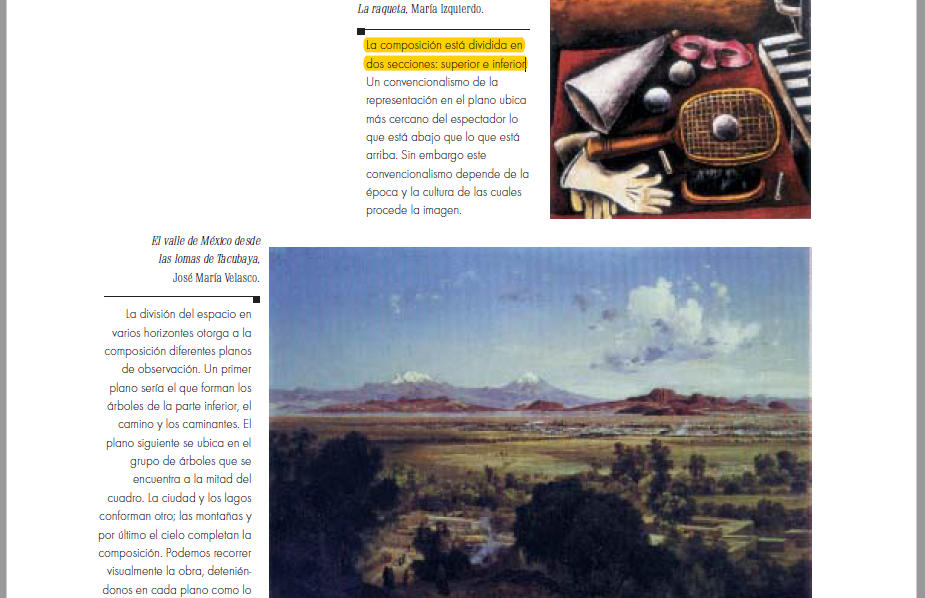 La raqueta, María Izquierdo.
La composición está dividida en
dos secciones: superior e inferior
Un convencionalismo de la
representación en el plano ubica
más cercano del espectador lo
que está abajo que lo que está
arriba. Sin embargo este
convencionalismo depende de la
época y la cultura de las cuales
procede la imagen.
El valle de México desde
las lomas de Tacubaya,
José María Velasco.
La división del espacio en
varios horizontes otorga a la
composición diferentes planos
de observación. Un primer
plano sería el que forman los
árboles de la parte inferior, el
camino y los caminantes. El
plano siguiente se ubica en el
grupo de árboles que se
encuentra a la mitad del
cuadro. La ciudad y los lagos
conforman otro; las montañas y
por último el cielo completan la
composición. Podemos recorrer
visualmente la obra, detenién-
donos en cada plano como lo